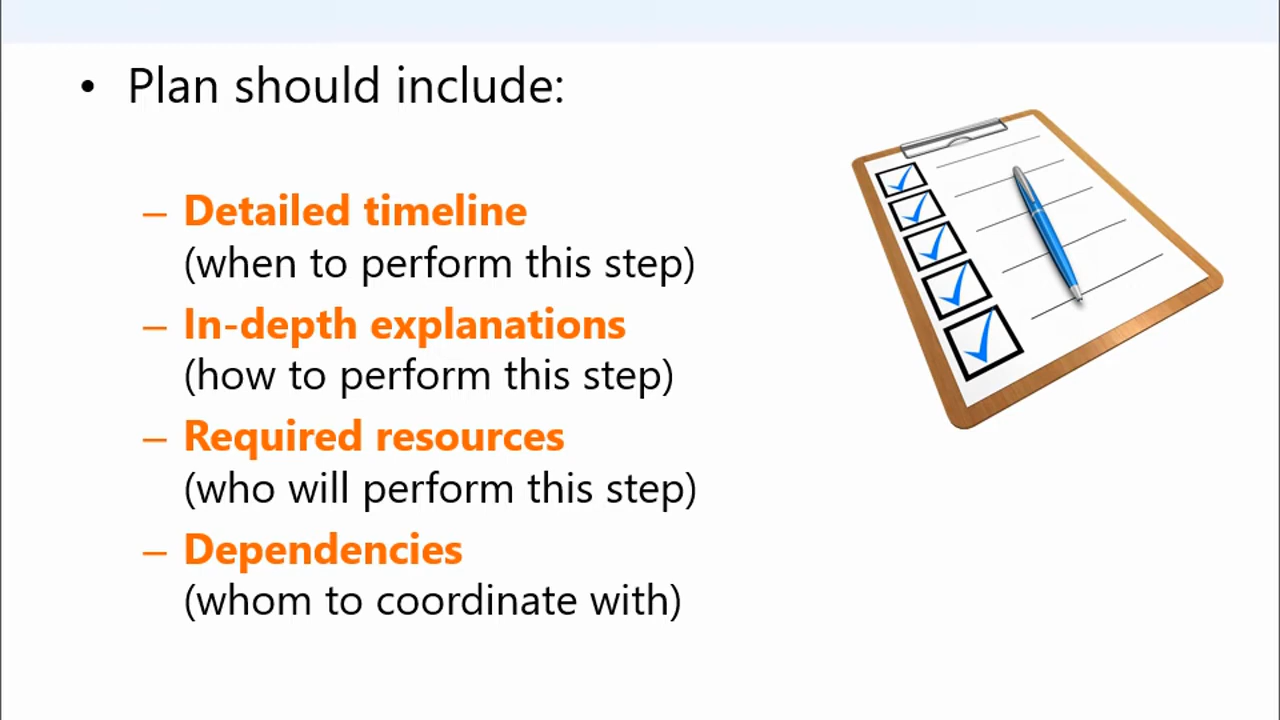 • Plan should include:
– Detailed timeline
(when to perform this step)
– In-depth explanations
(how to perform this step)
– Required resources
(who will perform this step)
– Dependencies
(whom to coordinate with)